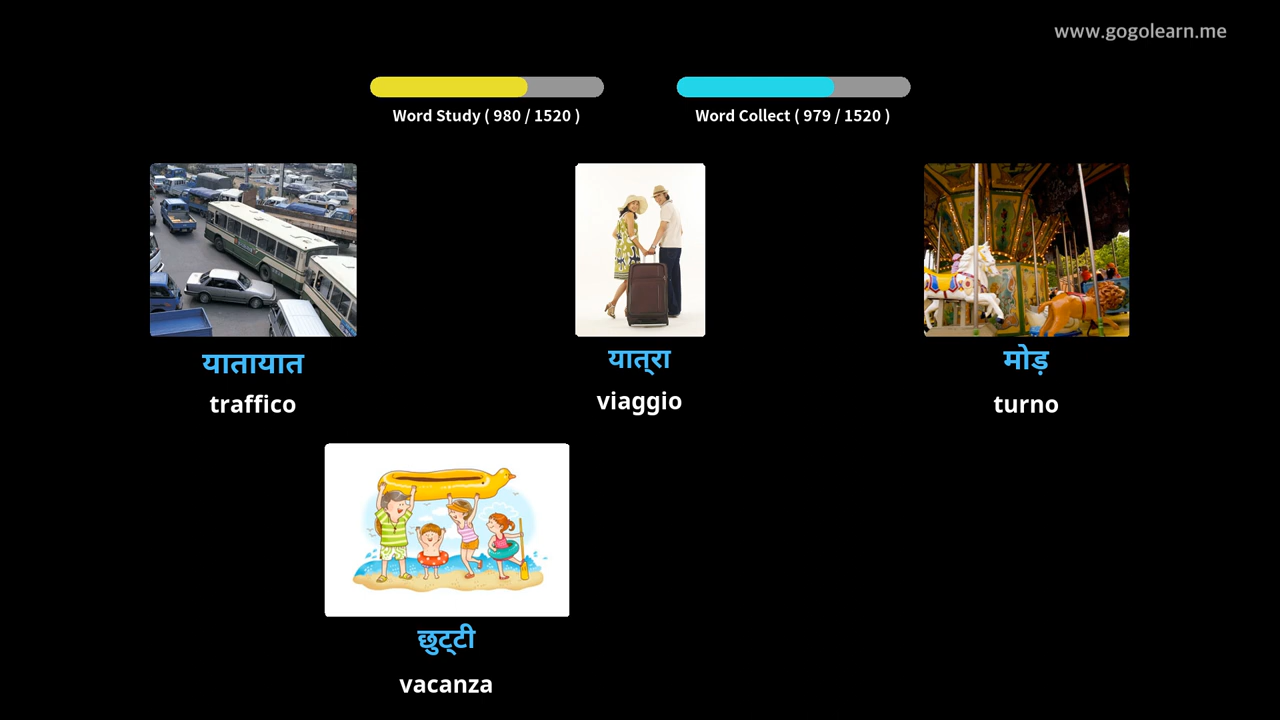 www.gogolearn.me
Word Study ( 980 / 1520 )
Word Collect ( 979 / 1520 )
यातायात
traffico
यात्रा
viaggio
मोड़
turno
छुट्टी
vacanza